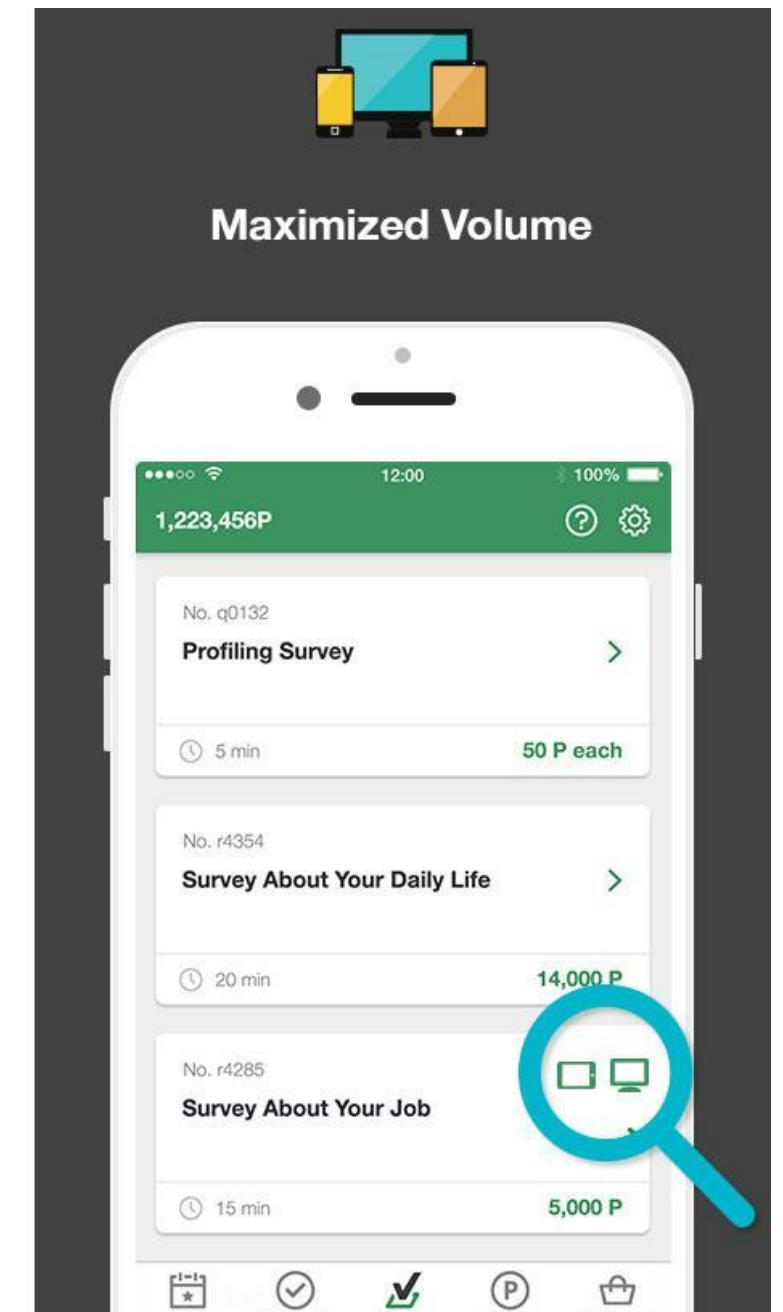 Maximized Volume
12:00
100%
1,223,456P
No. q0132
Profiling Survey
5 min
50 P each
No. r4354
Survey About Your Daily Life
20 min
14,000 P
No. r4285
Survey About Your Job
15 min
5,000 P
P